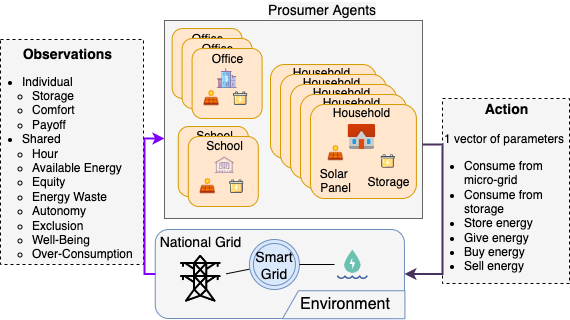 Prosumer Agents
Observations
Individual
Storage
Comfort
Payoff
Shared
Hour
Available Energy
Equity
Energy Waste
Autonomy
Exclusion
Well-Being
Over-Consumption
Office
Office
Office
School
School
Household
Household
Household
Household
Household
Solar
Panel
Storage
Action
1 vector of parameters
Consume from
micro-grid
Consume from
storage
Store energy
Give energy
Buy energy
Sell energy
National Grid
Smart
Grid
Environment